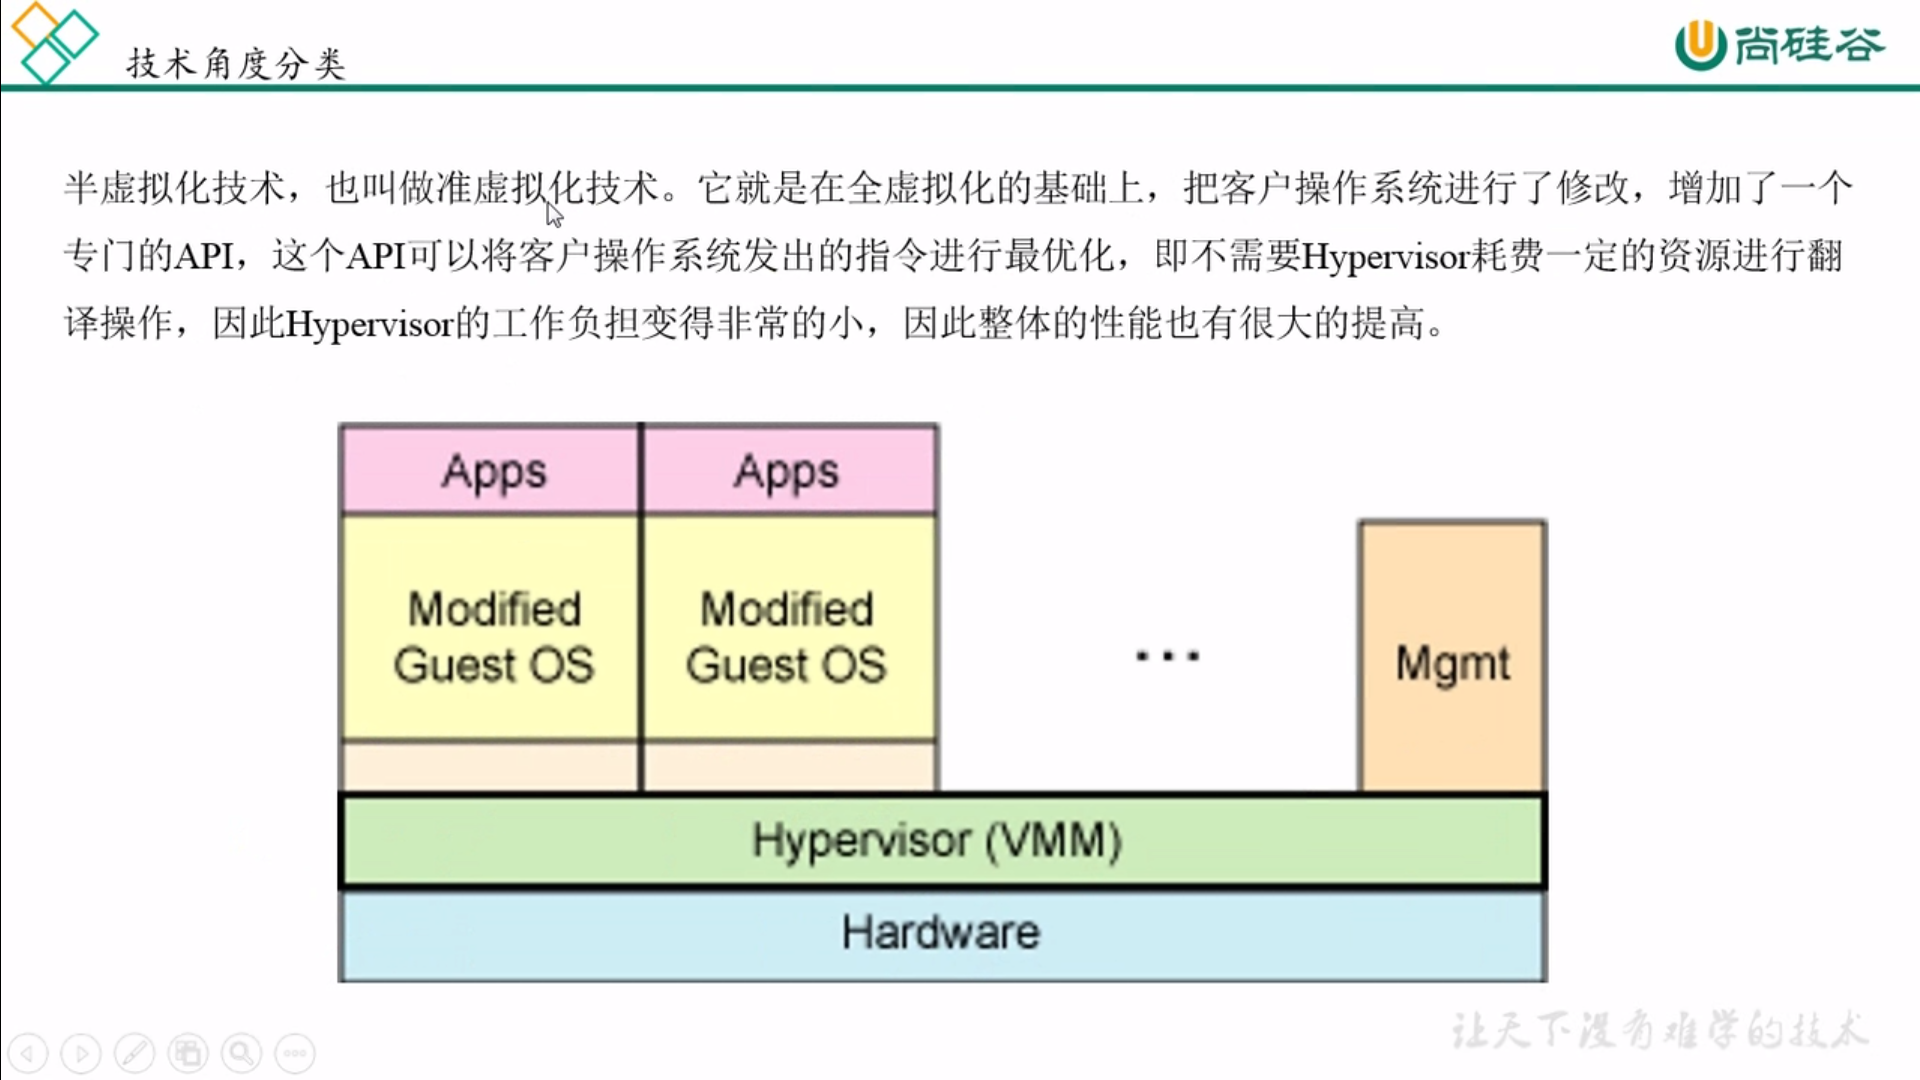 技术角度分类
尚硅谷
半虚拟化技术，也叫做准虚拟化技术。它就是在全虚拟化的基础上，把客户操作系统进行了修改，增加了一个
专门的API，这个API可以将客户操作系统发出的指令进行最优化，即不需要Hypervisor耗费一定的资源进行翻
译操作，因此Hypervisor的工作负担变得非常的小，因此整体的性能也有很大的提高。
Apps
Apps
Modified
Guest OS
Modified
Guest OS
...
Mgmt
Hypervisor (VMM)
Hardware
让天下没有难学的技术